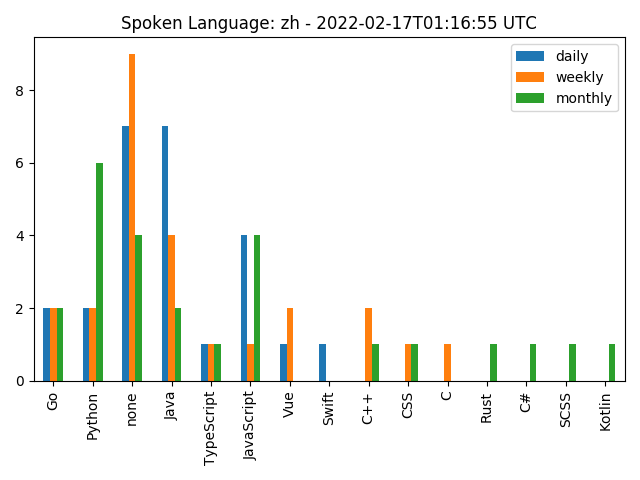 Spoken Language: zh - 2022-02-17T01:16:55 UTC
daily
weekly
monthly
8
6
4
2
0
Go
Python
none
Java
TypeScript
JavaScript
Vue
Swift
C++
CSS
C
Rust
C#
SCSS
Kotlin